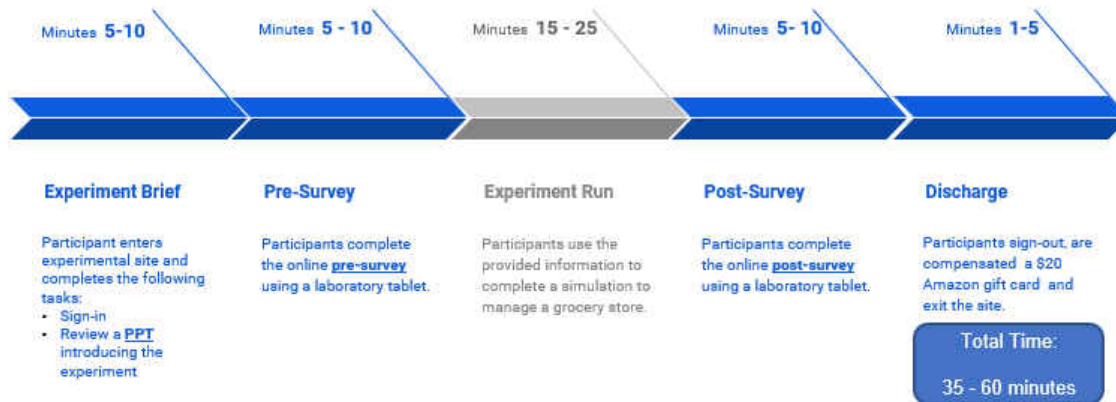 Minutes 5-10
Minutes 5 - 10
Minutes 15 - 25
Minutes 5- 10
Minutes 1-5
Experiment Brief
Participant enters
experimental site and
completes the following
tasks:
• Sign-in
• Review a PPT
introducing the
experiment
Pre-Survey
Participants complete
the online pre-survey
using a laboratory tablet.
Experiment Run
Participants use the
provided information to
complete a simulation to
manage a grocery store.
Post-Survey
Participants complete
the online post-survey
using a laboratory tablet.
Discharge
Participants sign-out, are
compensated a $20
Amazon gift card and
exit the site.
Total Time:
35 - 60 minutes